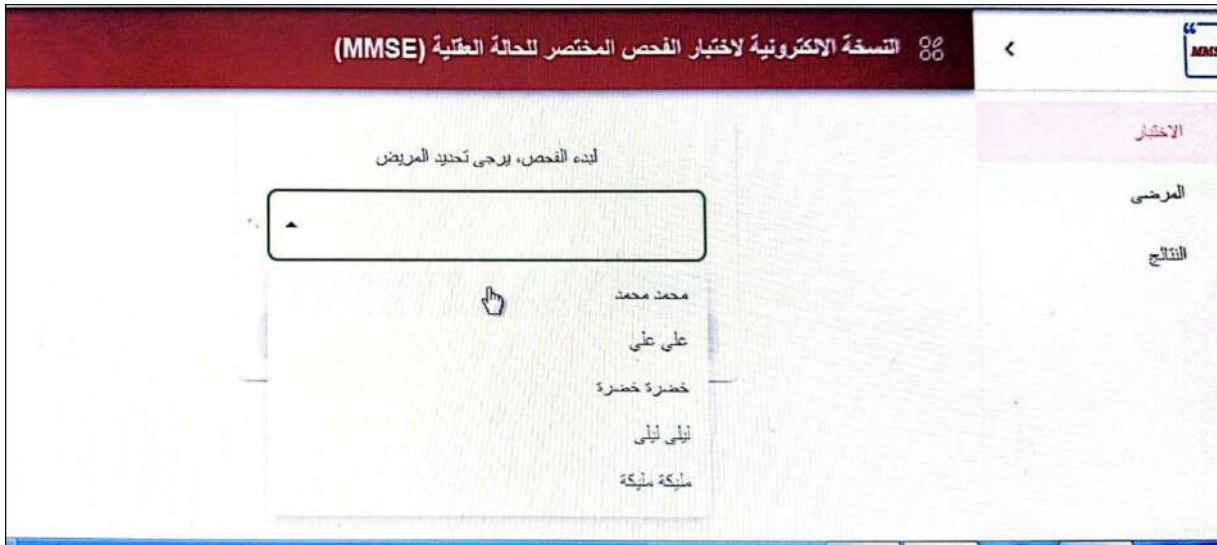 النسخة الالكترونية لاختبار الفحص المختصر للحالة العقلية (MMSE)
الاختبار
المرضى
النتائج
لبدء الفحص، يرجى تحديد المريض
محمد محمد
علي علي
خضرة خضرة
ليلى ليلى
مليكة مليكة